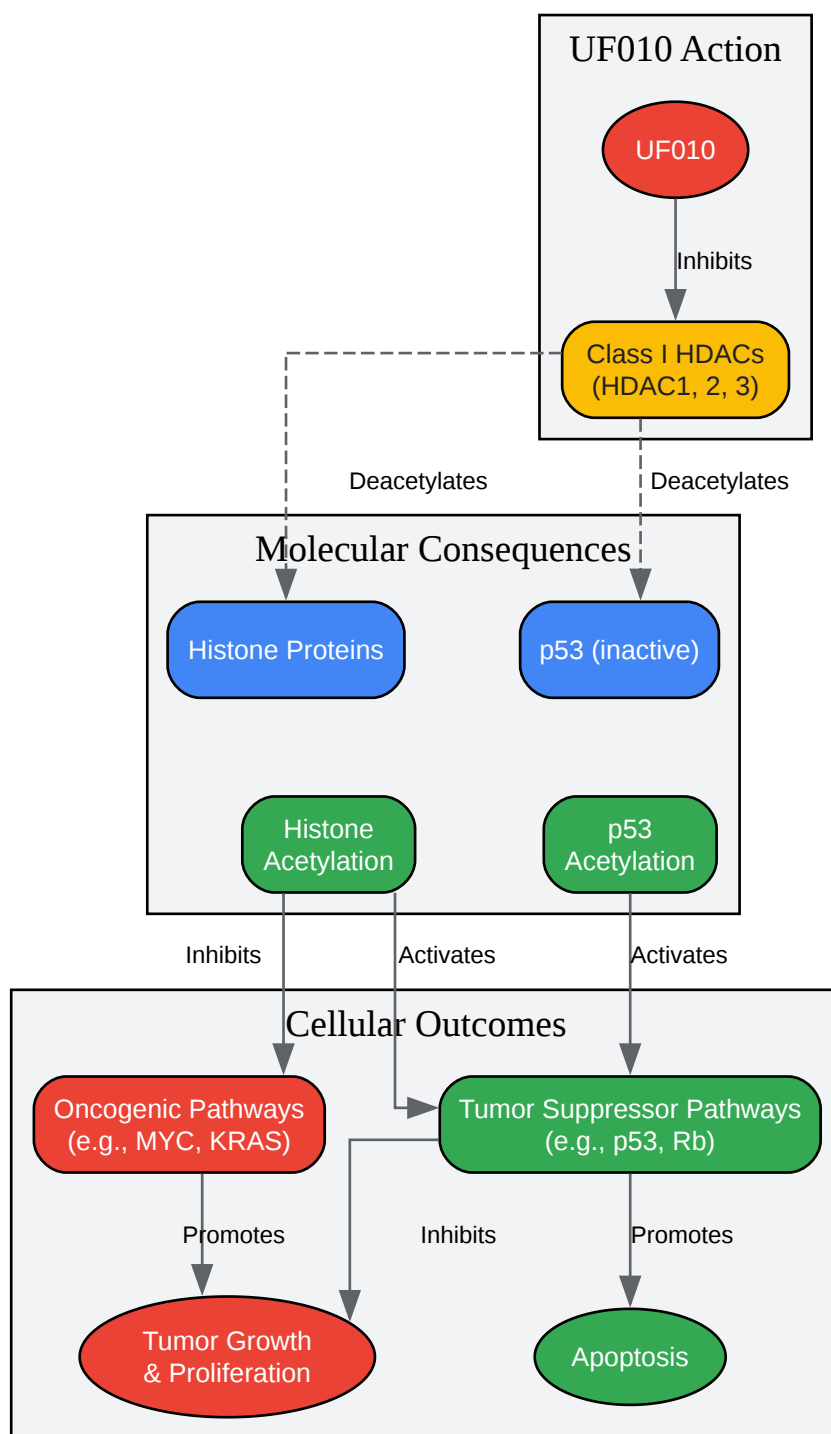 UF010 Action
UF010
Inhibits
Class I HDACs
(HDAC1, 2, 3)
Deacetylates
Deacetylates
Molecular Consequences
Histone Proteins
p53 (inactive)
Histone
Acetylation
p53
Acetylation
Inhibits
Activates
Activates
Cellular Outcomes
Oncogenic Pathways
(e.g., MYC, KRAS)
Tumor Suppressor Pathways
(e.g., p53, Rb)
Promotes
Inhibits
Promotes
Tumor Growth
& Proliferation
Apoptosis